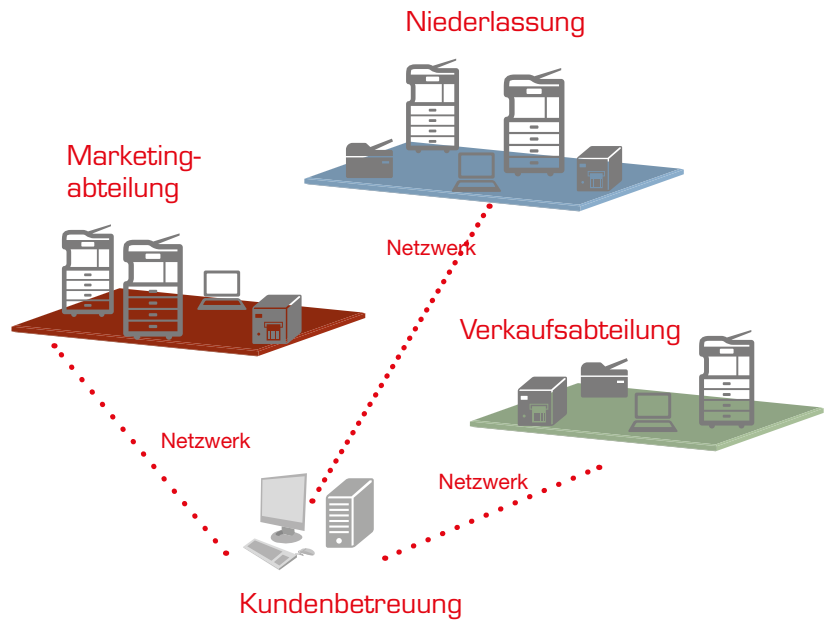 Niederlassung
Marketing-
abteilung
Netzwerk
Verkaufsabteilung
Netzwerk
Netzwerk
Kundenbetreuung